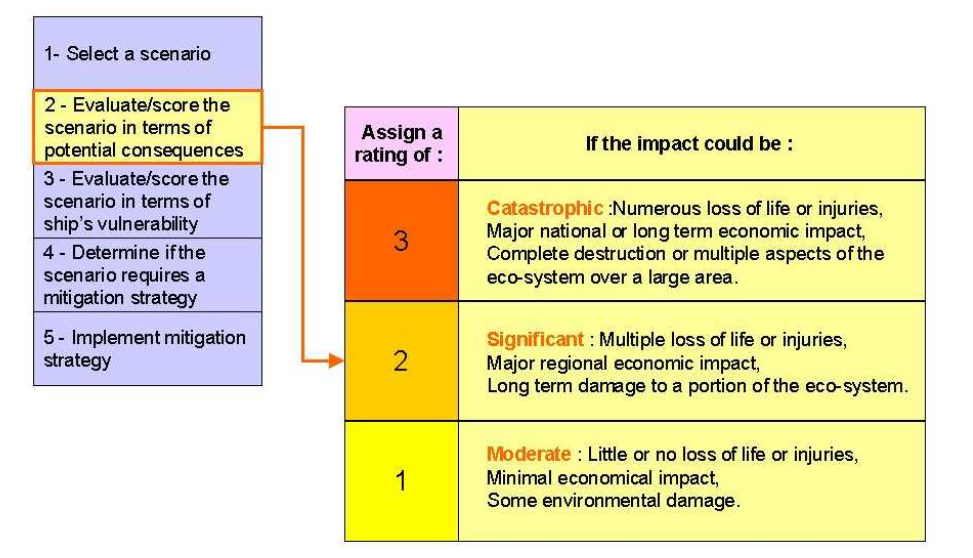 1- Select a scenario
2 - Evaluate/score the
scenario in terms of
potential consequences
3 - Evaluate/score the
scenario in terms of
ship's vulnerability
4 - Determine if the
scenario requires a
mitigation strategy
5 - Implement mitigation
strategy
Assign a
rating of :
If the impact could be :
3
Catastrophic :Numerous loss of life or injuries,
Major national or long term economic impact,
Complete destruction or multiple aspects of the
eco-system over a large area.
2
Significant : Multiple loss of life or injuries,
Major regional economic impact,
Long term damage to a portion of the eco-system.
1
Moderate : Little or no loss of life or injuries,
Minimal economical impact,
Some environmental damage.